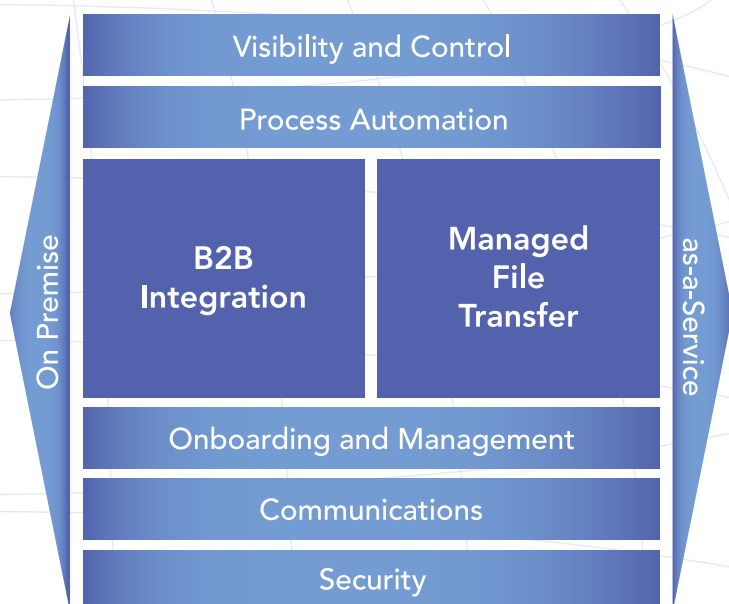 Visibility and Control
Process Automation
On Premise
B2B
Integration
Managed
File
Transfer
as-a-Service
Onboarding and Management
Communications
Security